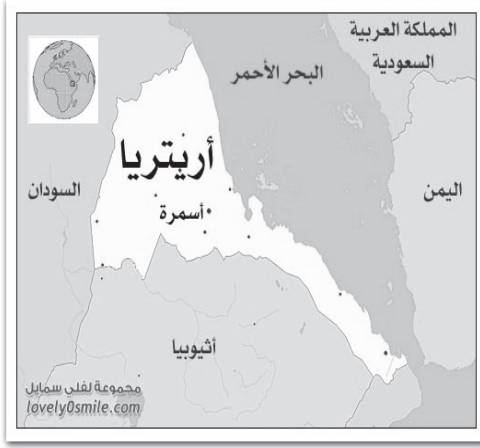 المملكة العربية
السعودية
البحر الأحمر
أريتريا
السودان
اليمن
أسمرة
أثيوبيا
مجموعة لفلي سمايل
lovely0smile.com